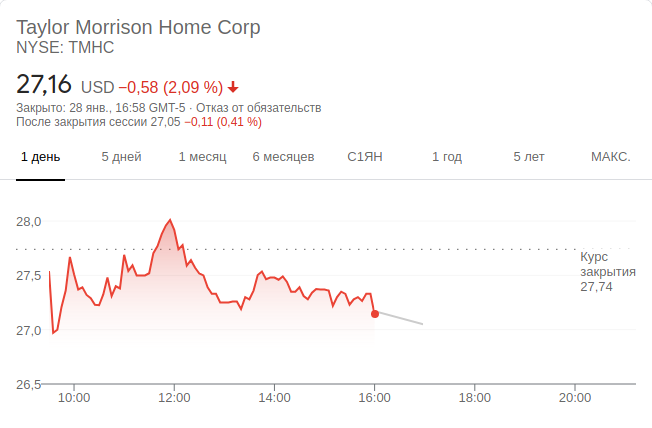 Taylor Morrison Home Corp
NYSE: TMHC
27,16 USD −0,58 (2,09 %)
Закрыто: 28 янв., 16:58 GMT-5 · Отказ от обязательств
После закрытия сессии 27,05 −0,11 (0,41 %)
1 день 5 дней 1 месяц 6 месяцев С1ЯН 1 год 5 лет МАКС.
28,0
Курс
закрытия
27,5
27,74
27,0
26,5
10:00 12:00 14:00 16:00 18:00 20:00